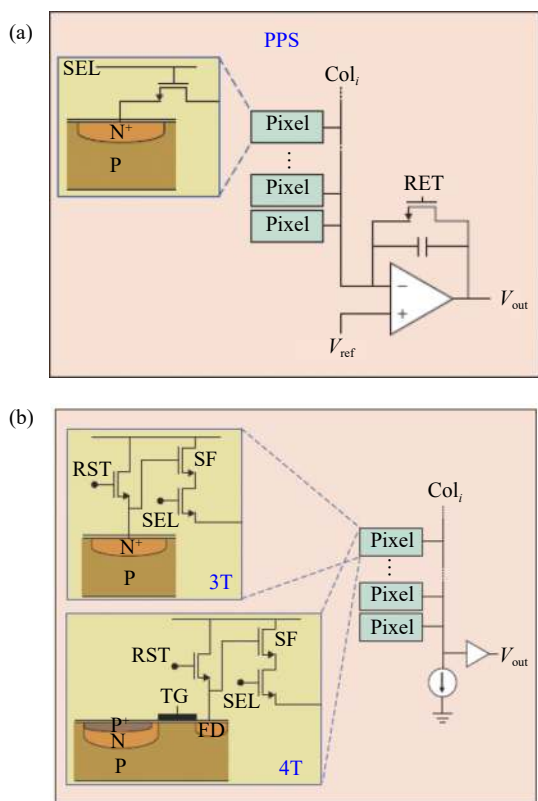 (a)
PPS
SEL
N⁺
P
Colᵢ
Pixel
Pixel
Pixel
RET
−
+
Vout
Vref
(b)
RST
SF
SEL
N⁺
P
3T
Colᵢ
Pixel
Pixel
Pixel
Vout
RST
SF
TG
SEL
P⁺
N
FD
P
4T